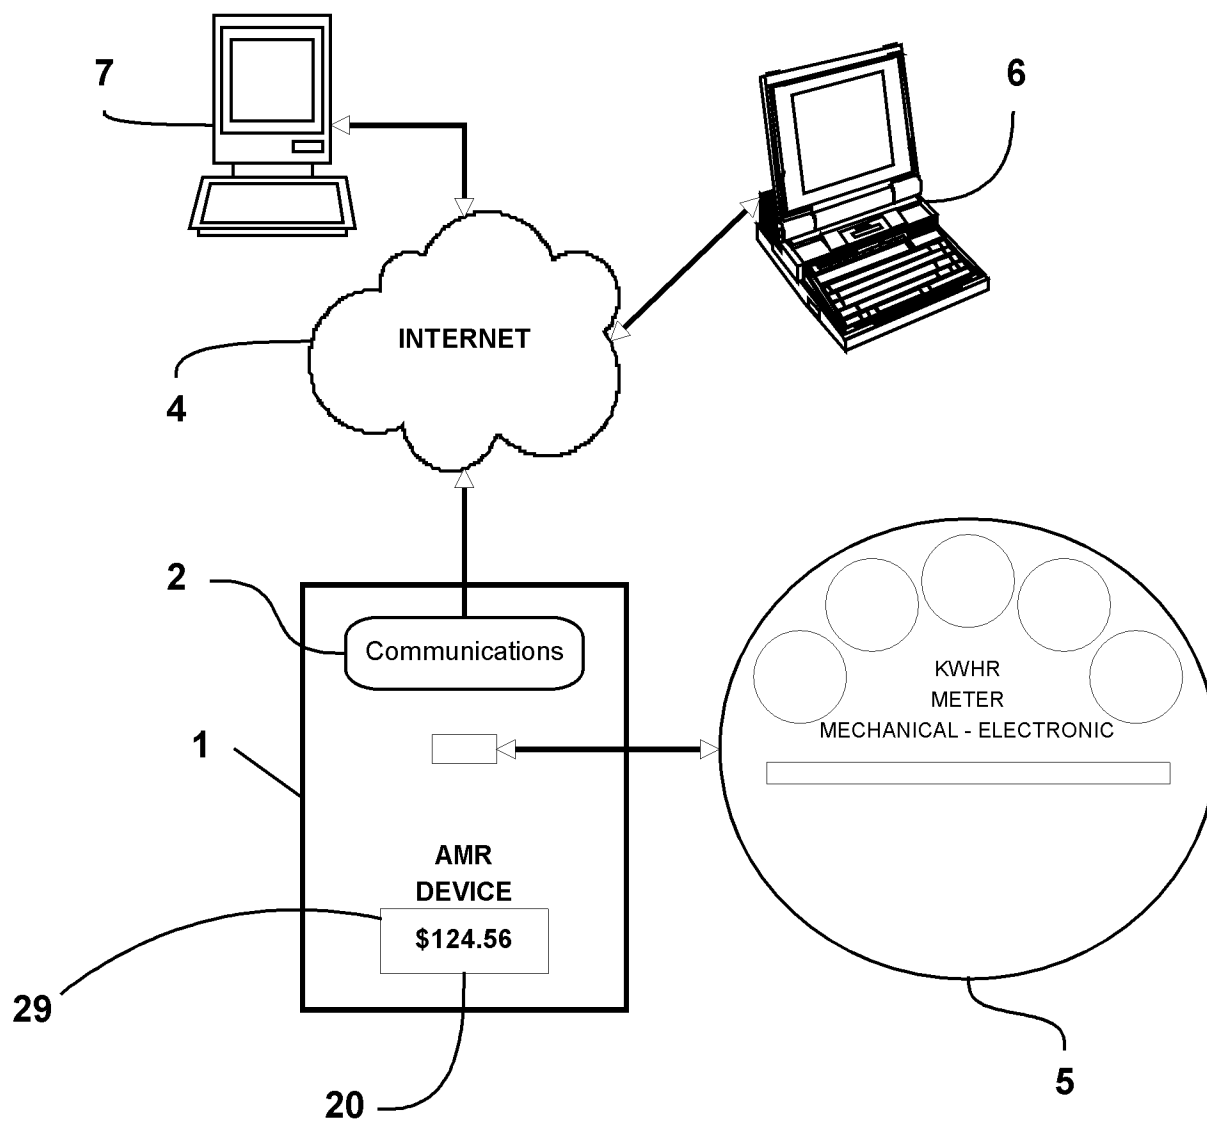 7
6
INTERNET
4
2
Communications
KWHR
METER
MECHANICAL - ELECTRONIC
1
AMR
DEVICE
$124.56
29
5
20